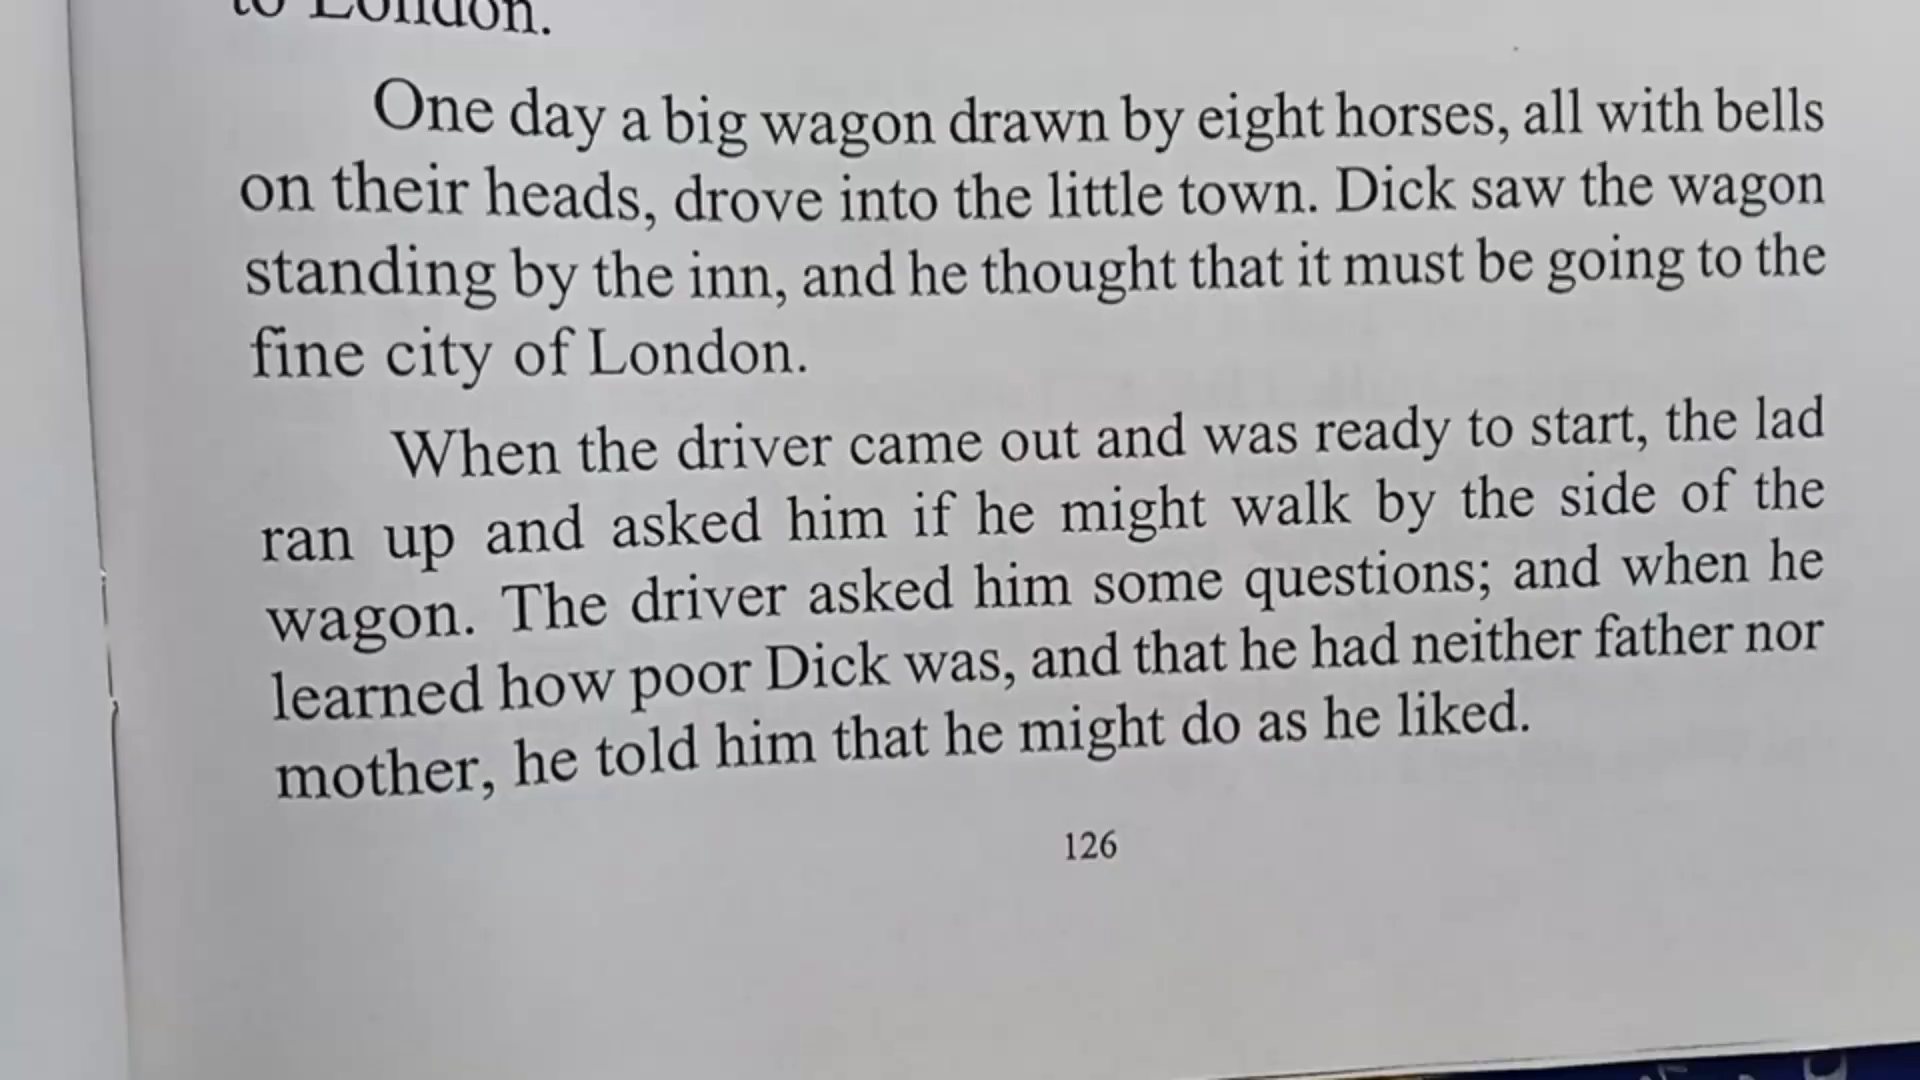 to London.
One day a big wagon drawn by eight horses, all with bells
on their heads, drove into the little town. Dick saw the wagon
standing by the inn, and he thought that it must be going to the
fine city of London.
When the driver came out and was ready to start, the lad
ran up and asked him if he might walk by the side of the
wagon. The driver asked him some questions; and when he
learned how poor Dick was, and that he had neither father nor
mother, he told him that he might do as he liked.
126